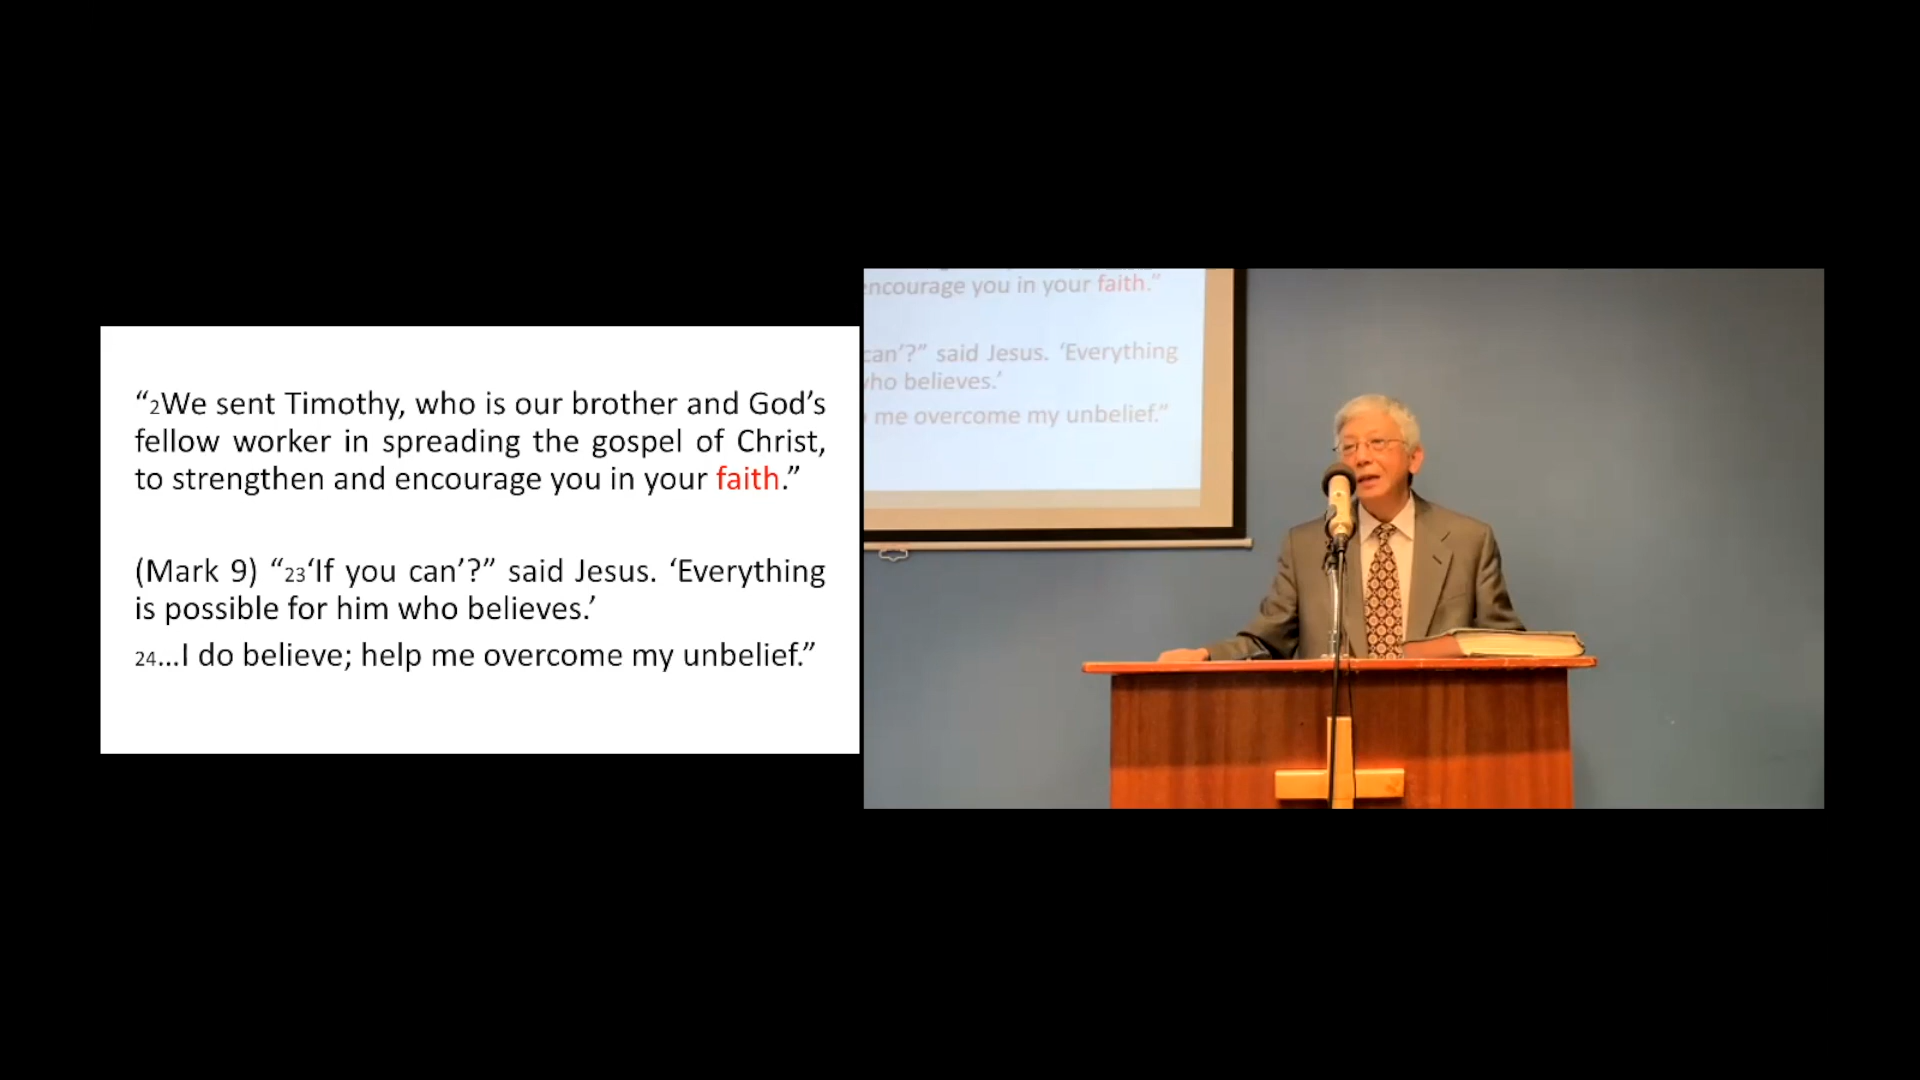 “2We sent Timothy, who is our brother and God’s
fellow worker in spreading the gospel of Christ,
to strengthen and encourage you in your faith.”
(Mark 9) “23‘If you can’?” said Jesus. ‘Everything
is possible for him who believes.’
24...I do believe; help me overcome my unbelief.”
encourage you in your faith.”
can’?” said Jesus. ‘Everything
who believes.’
me overcome my unbelief.”